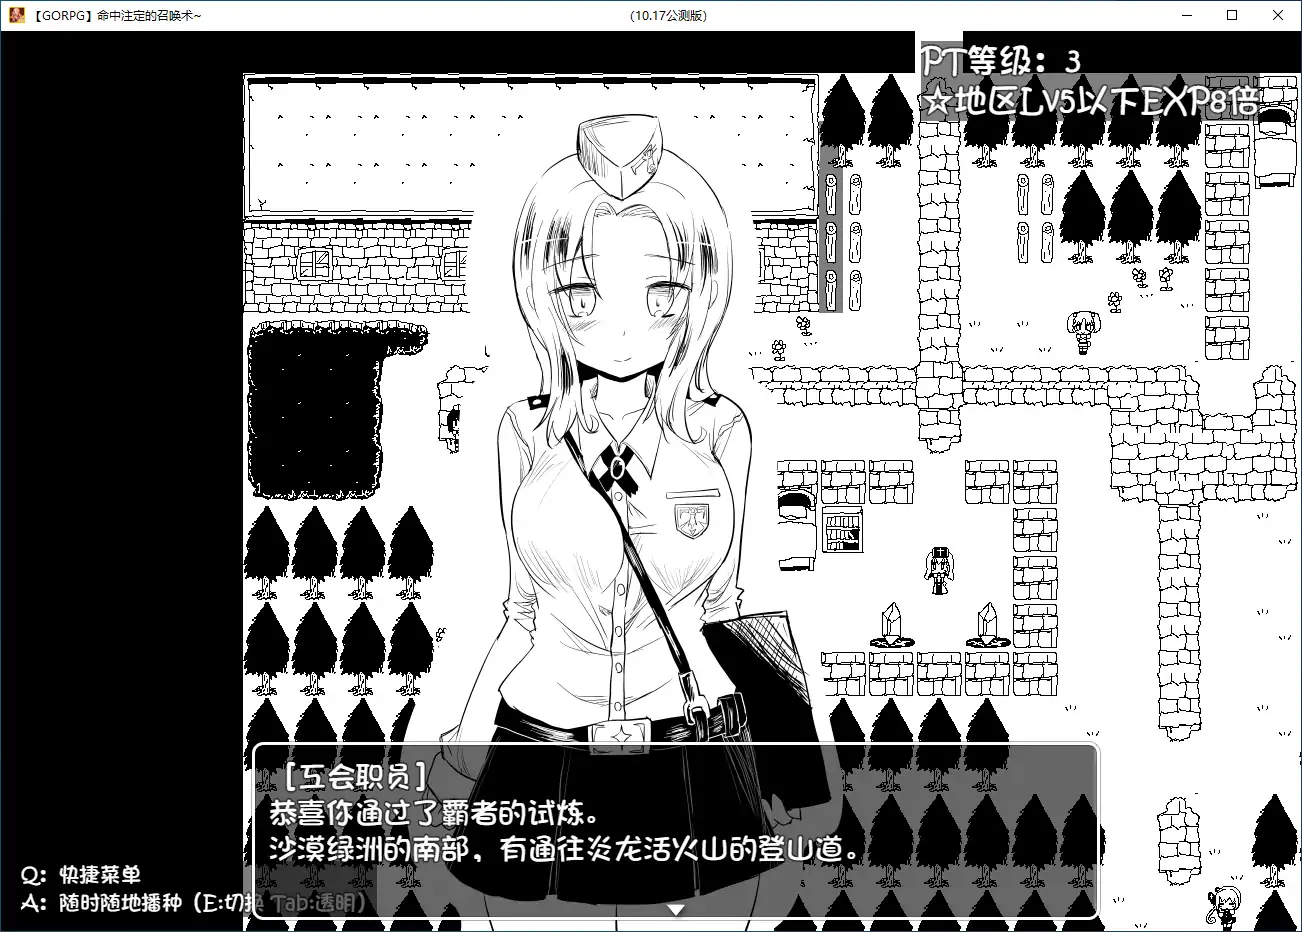 【GORPG】命中注定的召唤术~
(10.17公测版)
PT等级：3
☆地区LV5以下EXP8倍
[互会职员]
恭喜你通过了霸者的试炼。
沙漠绿洲的南部，有通往炎龙活火山的登山道。
Q：快捷菜单
A：随时随地播种（E:切换 Tab:透明）